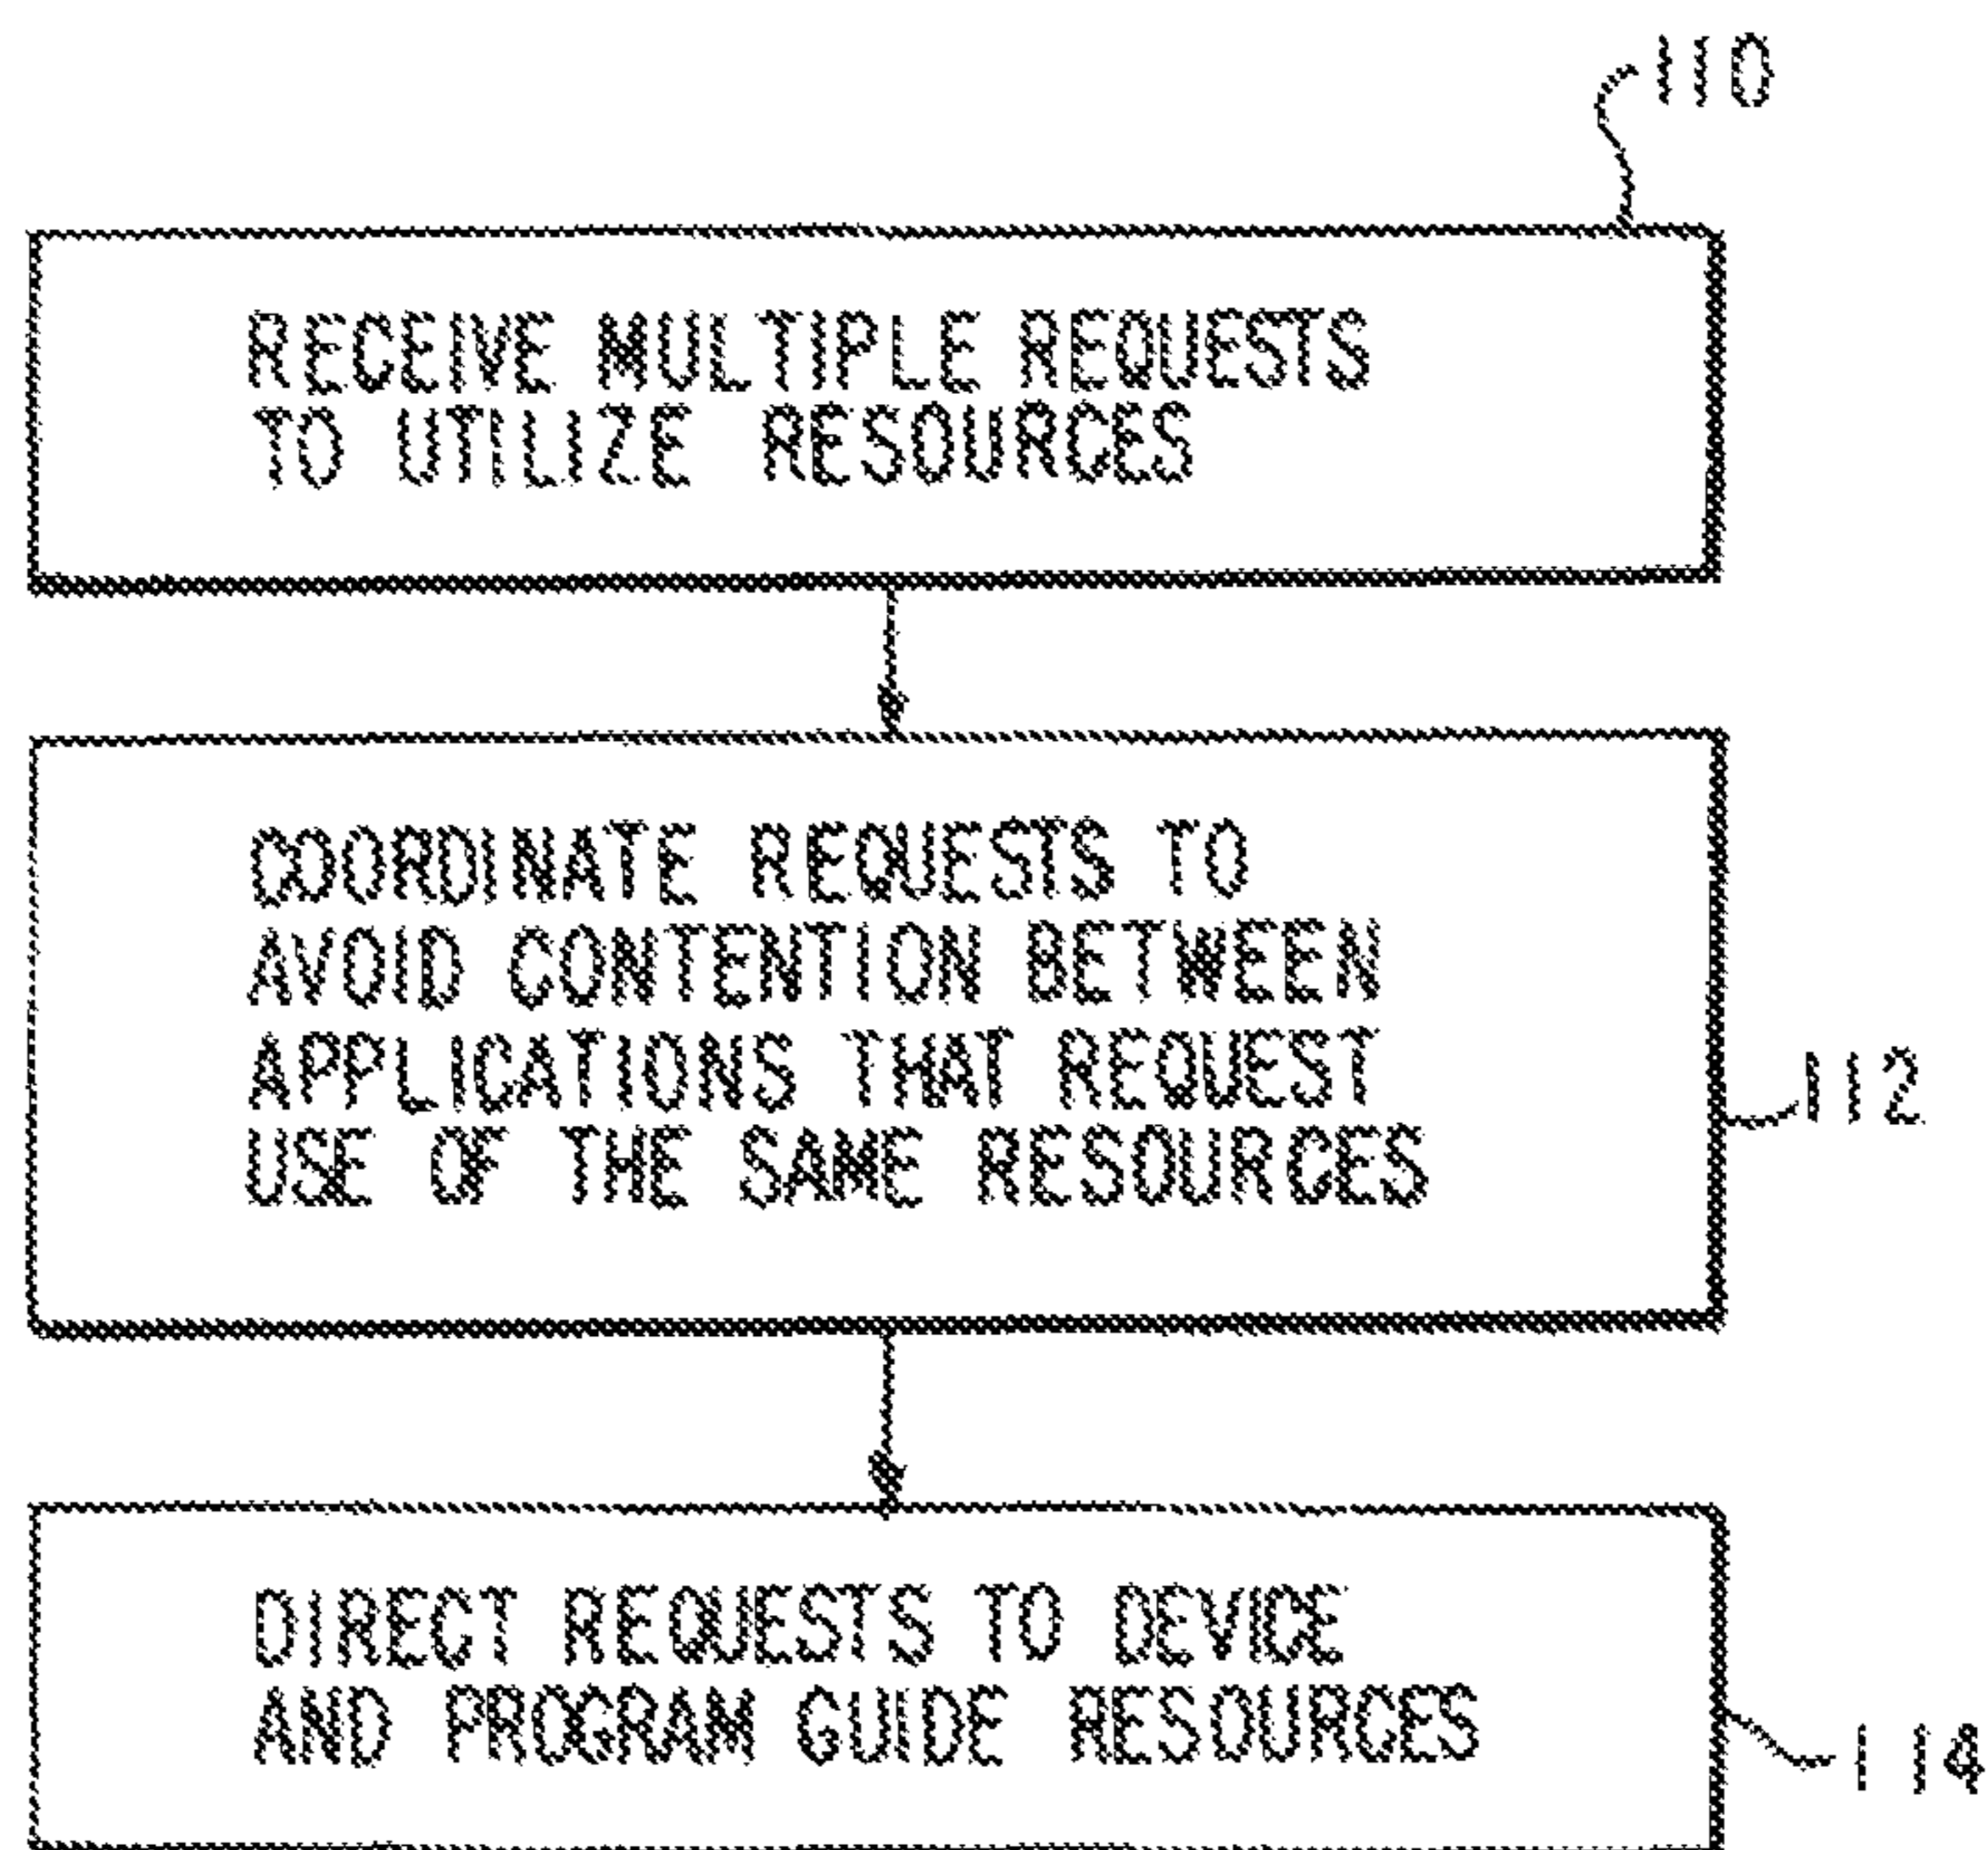 110
RECEIVE MULTIPLE REQUESTS
TO UTILIZE RESOURCES
COORDINATE REQUESTS TO
AVOID CONTENTION BETWEEN
APPLICATIONS THAT REQUEST
USE OF THE SAME RESOURCES
112
DIRECT REQUESTS TO DEVICE
AND PROGRAM GUIDE RESOURCES
114